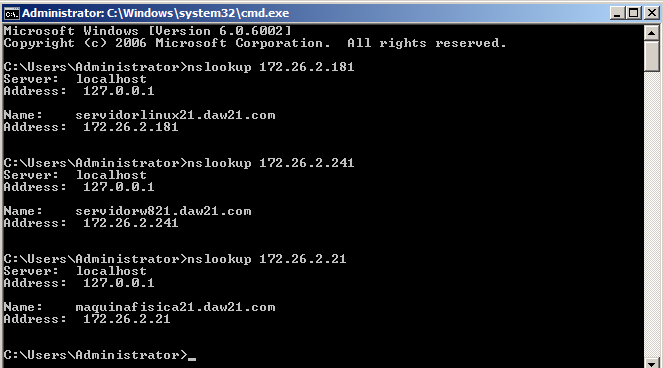 Administrator: C:\Windows\system32\cmd.exe
Microsoft Windows [Version 6.0.6002]
Copyright (c) 2006 Microsoft Corporation.  All rights reserved.
C:\Users\Administrator>nslookup 172.26.2.181
Server:  localhost
Address:  127.0.0.1
Name:    servidorlinux21.daw21.com
Address:  172.26.2.181
C:\Users\Administrator>nslookup 172.26.2.241
Server:  localhost
Address:  127.0.0.1
Name:    servidorw821.daw21.com
Address:  172.26.2.241
C:\Users\Administrator>nslookup 172.26.2.21
Server:  localhost
Address:  127.0.0.1
Name:    maquinafisica21.daw21.com
Address:  172.26.2.21
C:\Users\Administrator>_